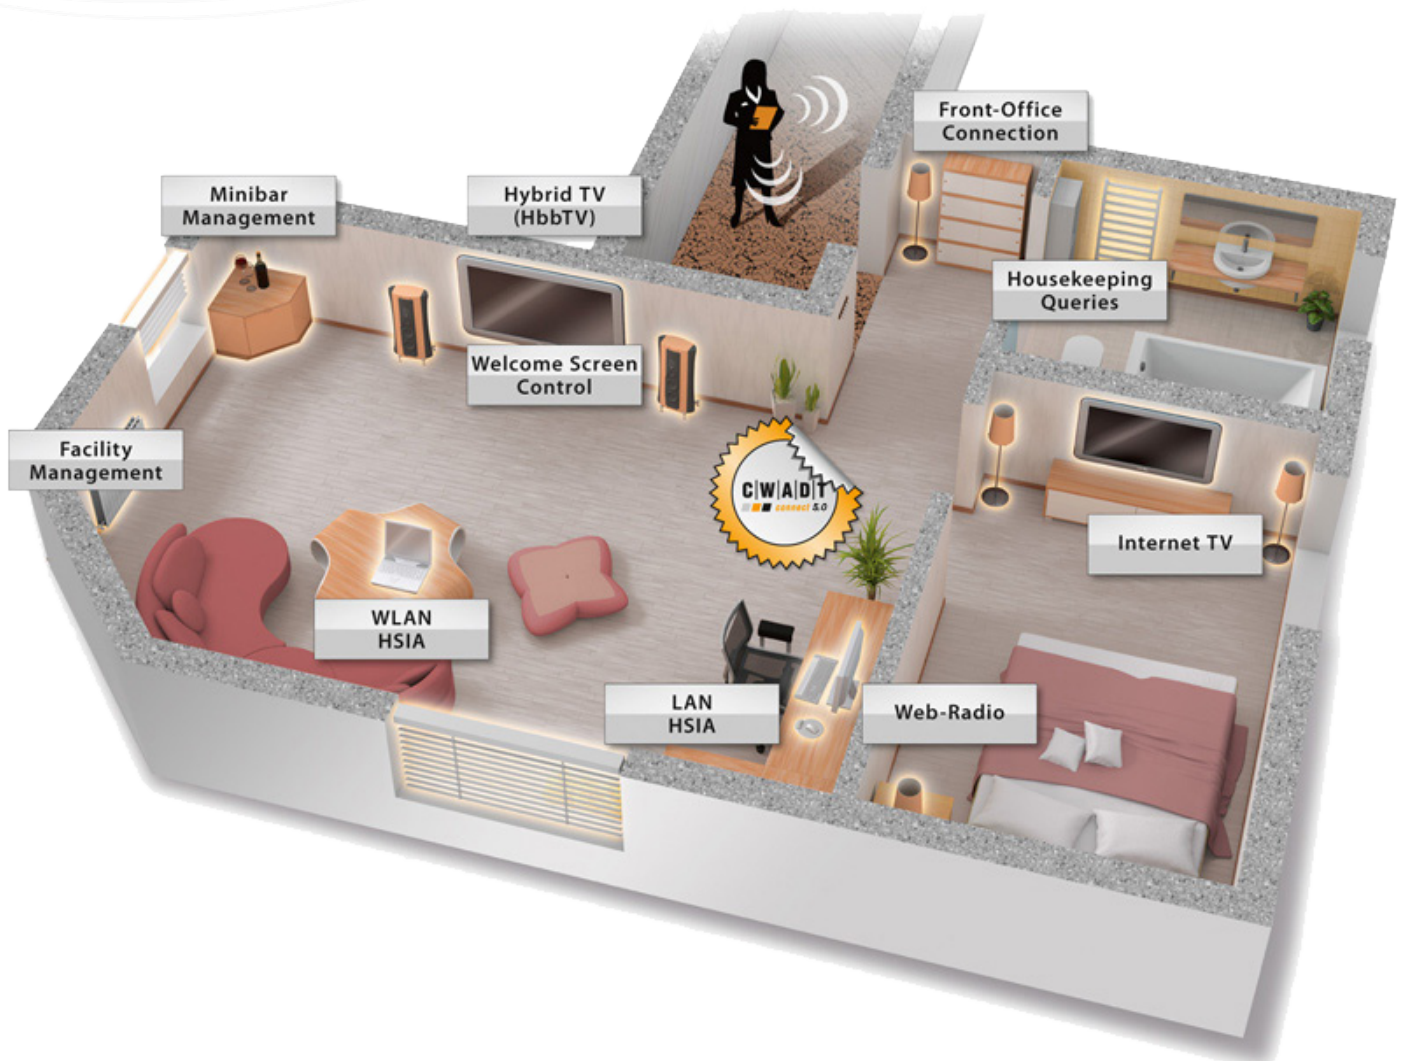 Front-Office
Connection
Minibar
Management
Hybrid TV
(HbbTV)
Housekeeping
Queries
Welcome Screen
Control
Facility
Management
C|W|A|D|T
connect 5.0
Internet TV
WLAN
HSIA
LAN
HSIA
Web-Radio